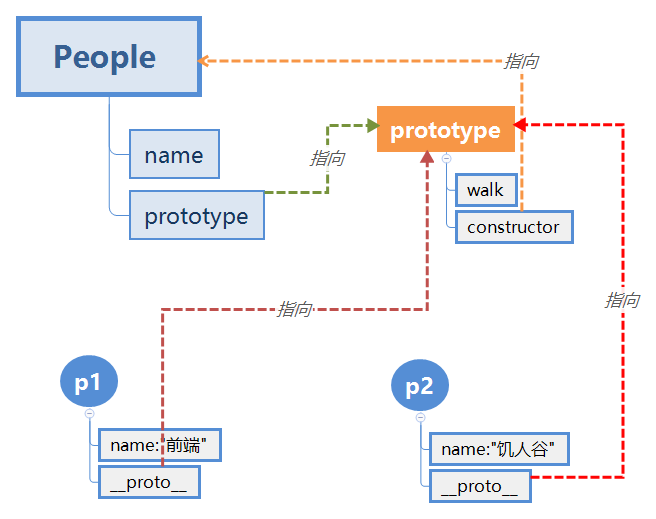 People
指向
prototype
name
指向
prototype
walk
constructor
指向
指向
p1
p2
name:"前端"
name:"饥人谷"
__proto__
__proto__